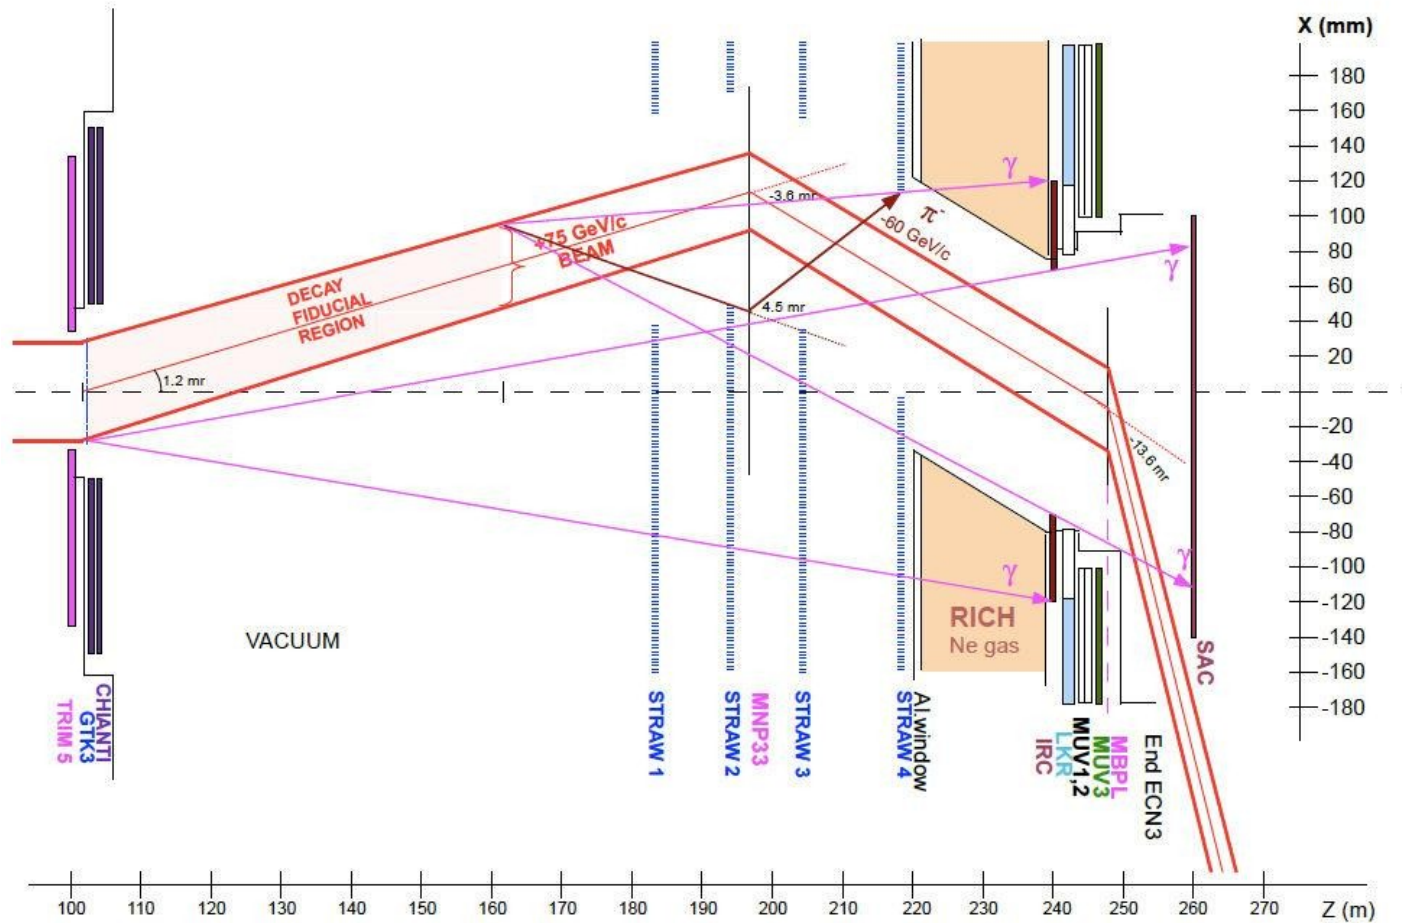 X (mm)
180
160
140
120
100
80
60
40
20
-20
-40
-60
-80
-100
-120
-140
-160
-180
γ
-3.6 mr
π-
-60 GeV/c
+75 GeV/c
BEAM
γ
DECAY
FIDUCIAL
REGION
4.5 mr
1.2 mr
-13.6 mr
γ
γ
RICH
Ne gas
VACUUM
SAC
TRIM 5
GTK3
CHIANTI
STRAW 1
STRAW 2
MNP33
STRAW 3
STRAW 4
Al.window
IRC
LKR
MUV1,2
MUV3
MBPL
End ECN3
100 110 120 130 140 150 160 170 180 190 200 210 220 230 240 250 260 270 Z (m)